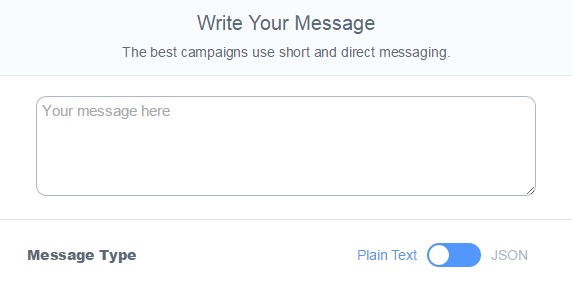 Write Your Message
The best campaigns use short and direct messaging.
Your message here
Message Type Plain Text JSON